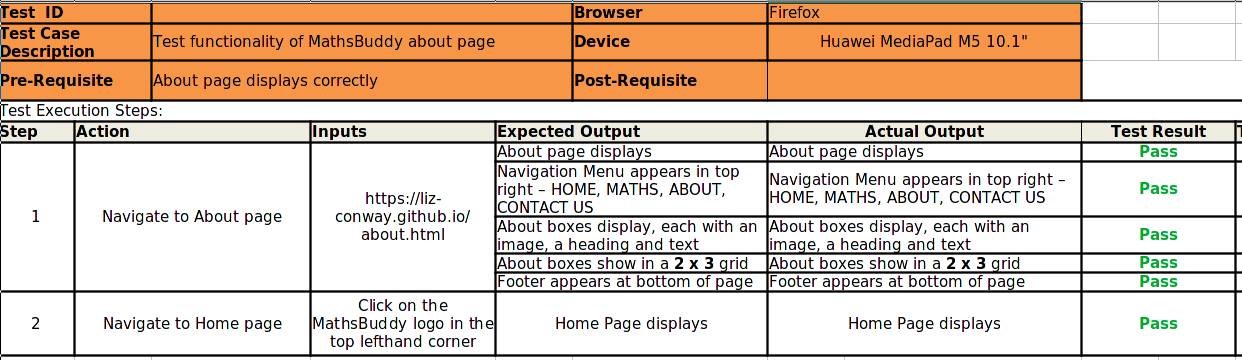 Test ID
Browser
Firefox
Test Case
Description
Test functionality of MathsBuddy about page
Device
Huawei MediaPad M5 10.1"
Pre-Requisite
About page displays correctly
Post-Requisite
Test Execution Steps:
Step
Action
Inputs
Expected Output
Actual Output
Test Result
1
Navigate to About page
https://liz-
conway.github.io/
about.html
About page displays
About page displays
Pass
Navigation Menu appears in top
right – HOME, MATHS, ABOUT,
CONTACT US
Navigation Menu appears in top right –
HOME, MATHS, ABOUT, CONTACT US
Pass
About boxes display, each with an
image, a heading and text
About boxes display, each with an
image, a heading and text
Pass
About boxes show in a 2 x 3 grid
About boxes show in a 2 x 3 grid
Pass
Footer appears at bottom of page
Footer appears at bottom of page
Pass
2
Navigate to Home page
Click on the
MathsBuddy logo in the
top lefthand corner
Home Page displays
Home Page displays
Pass